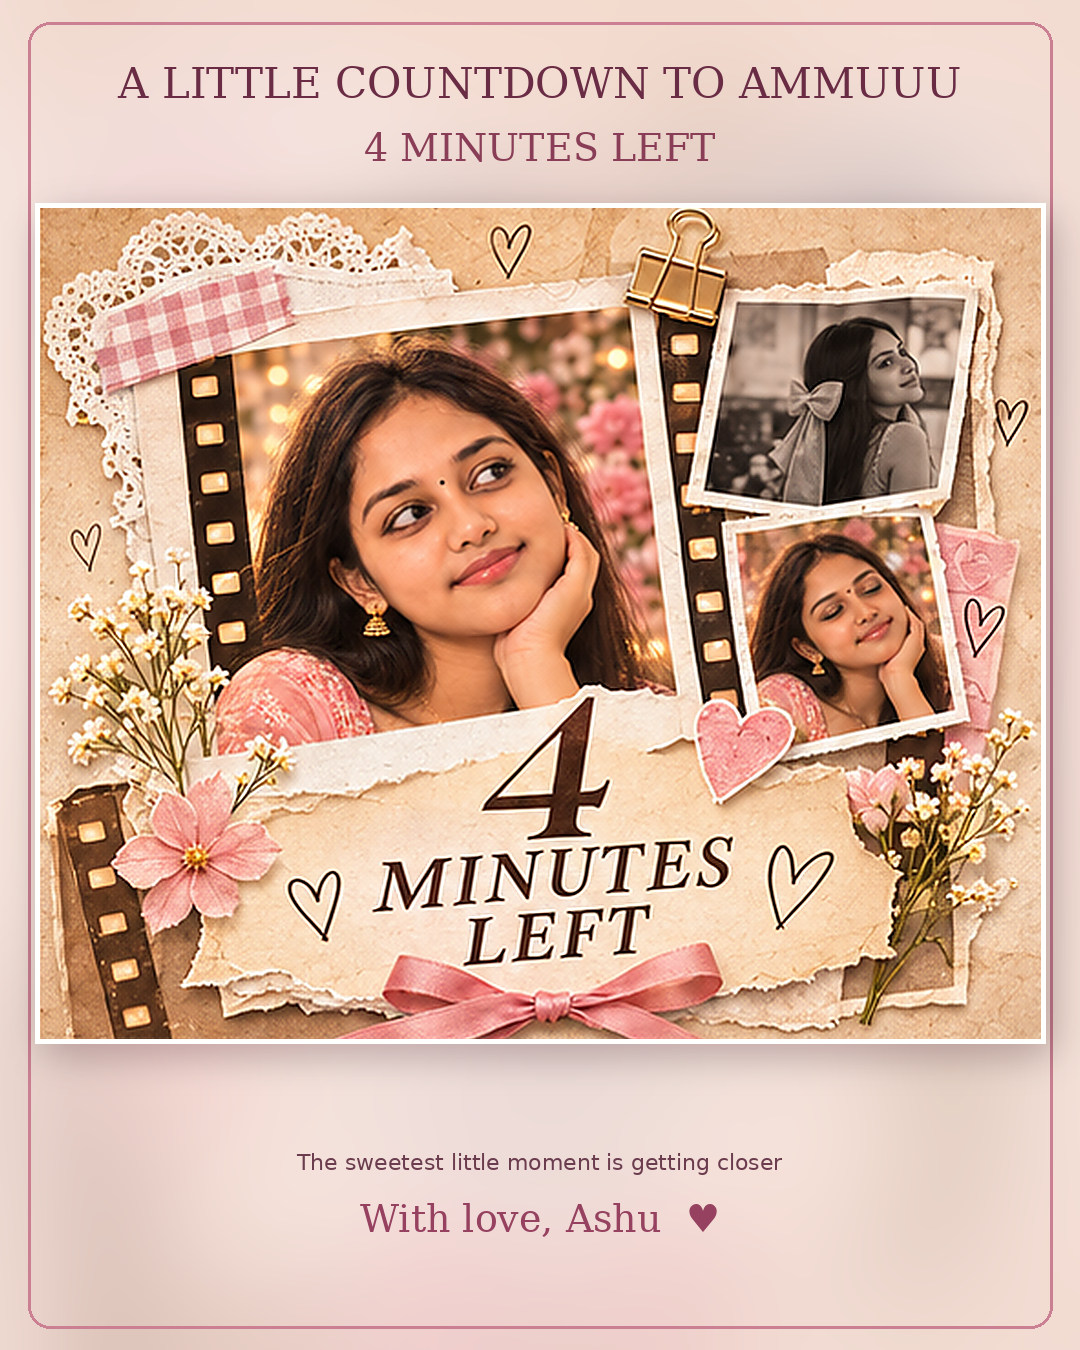 A LITTLE COUNTDOWN TO AMMUUU
4 MINUTES LEFT
4
MINUTES
LEFT
The sweetest little moment is getting closer
With love, Ashu ♥